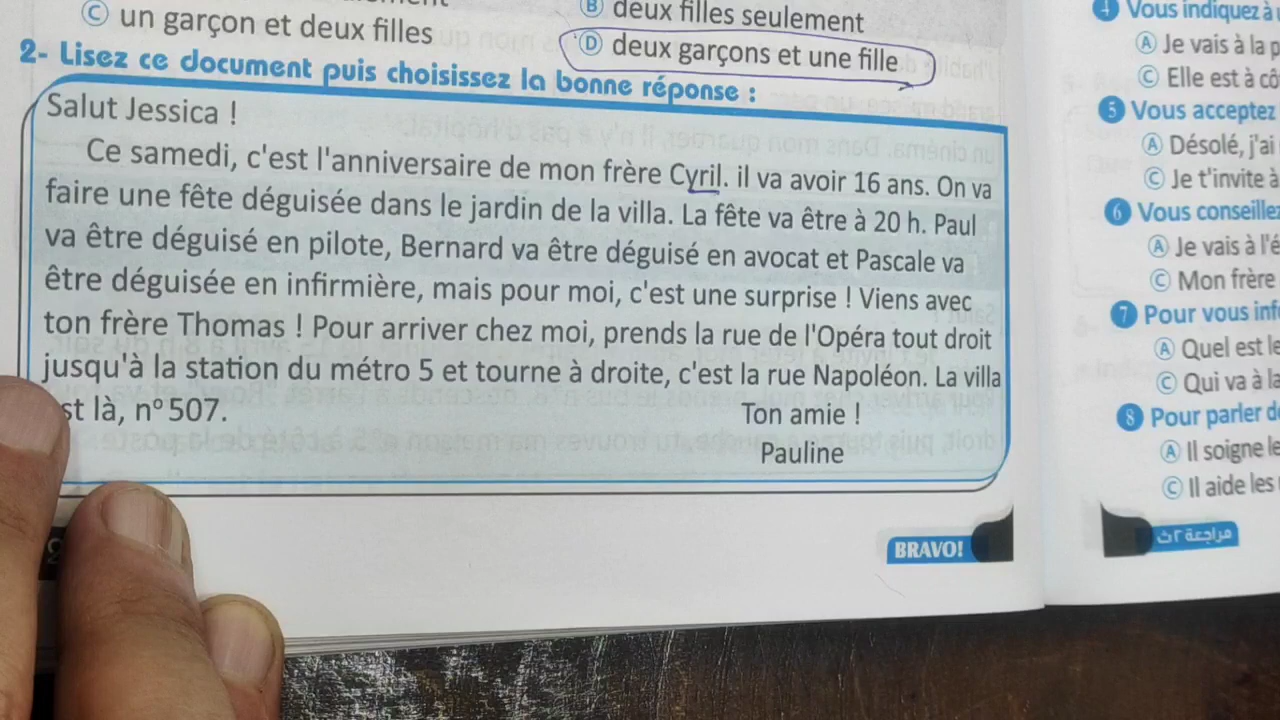 Ⓒ un garçon et deux filles
Ⓑ deux filles seulement
Ⓓ deux garçons et une fille
2- Lisez ce document puis choisissez la bonne réponse :
Salut Jessica !
Ce samedi, c'est l'anniversaire de mon frère Cyril. il va avoir 16 ans. On va
faire une fête déguisée dans le jardin de la villa. La fête va être à 20 h. Paul
va être déguisé en pilote, Bernard va être déguisé en avocat et Pascale va
être déguisée en infirmière, mais pour moi, c'est une surprise ! Viens avec
ton frère Thomas ! Pour arriver chez moi, prends la rue de l'Opéra tout droit
jusqu'à la station du métro 5 et tourne à droite, c'est la rue Napoléon. La villa
st là, n° 507.
Ton amie !
Pauline
BRAVO!
4 Vous indiquez à
Ⓐ Je vais à la p
Ⓒ Elle est à cô
5 Vous acceptez
Ⓐ Désolé, j'ai
Ⓒ Je t'invite à
6 Vous conseille
Ⓐ Je vais à l'é
Ⓒ Mon frère
7 Pour vous inf
Ⓐ Quel est le
Ⓒ Qui va à la
8 Pour parler d
Ⓐ Il soigne le
Ⓒ Il aide les
مراجعة ٢ث